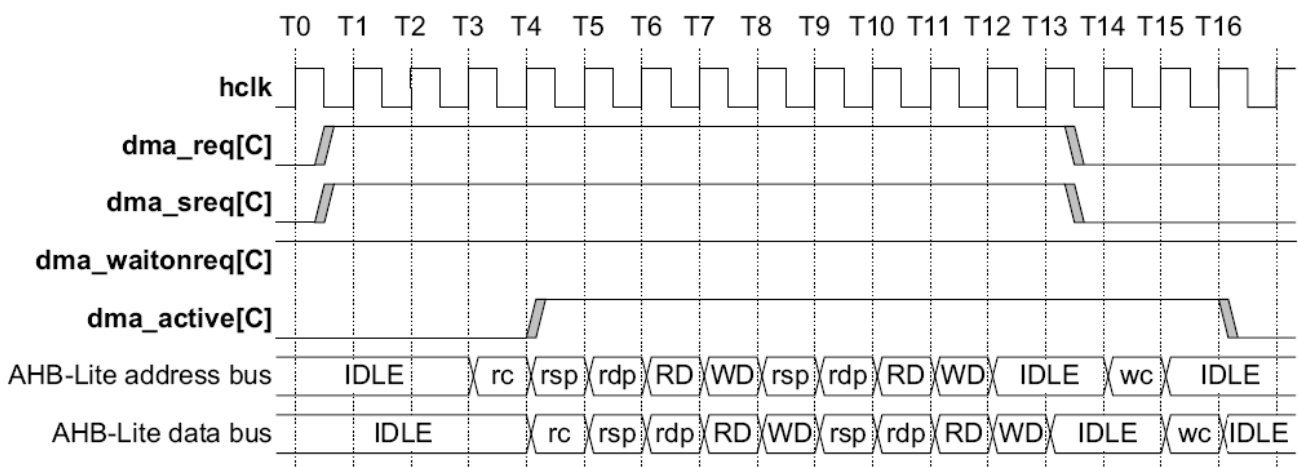 T0 T1 T2 T3 T4 T5 T6 T7 T8 T9 T10 T11 T12 T13 T14 T15 T16
hclk
dma_req[C]
dma_sreq[C]
dma_waitonreq[C]
dma_active[C]
AHB-Lite address bus IDLE rc rsp rdp RD WD rsp rdp RD WD IDLE wc IDLE
AHB-Lite data bus IDLE rc rsp rdp RD WD rsp rdp RD WD IDLE wc IDLE